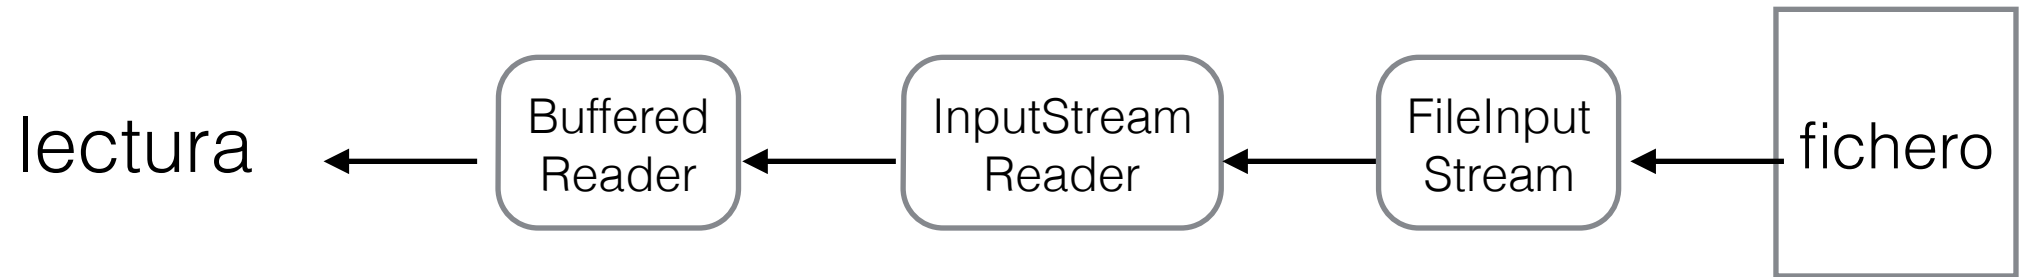 lectura
Buffered
Reader
InputStream
Reader
FileInput
Stream
fichero